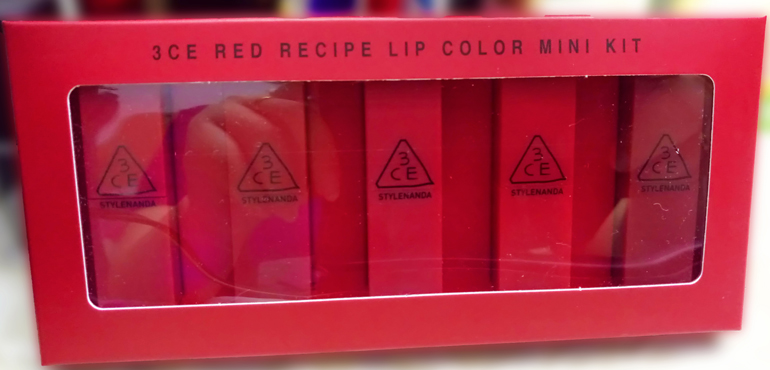 3CE RED RECIPE LIP COLOR MINI KIT
3
CE
STYLENANDA
3
CE
STYLENANDA
3
CE
STYLENANDA
3
CE
STYLENANDA
3
CE
STYLENANDA